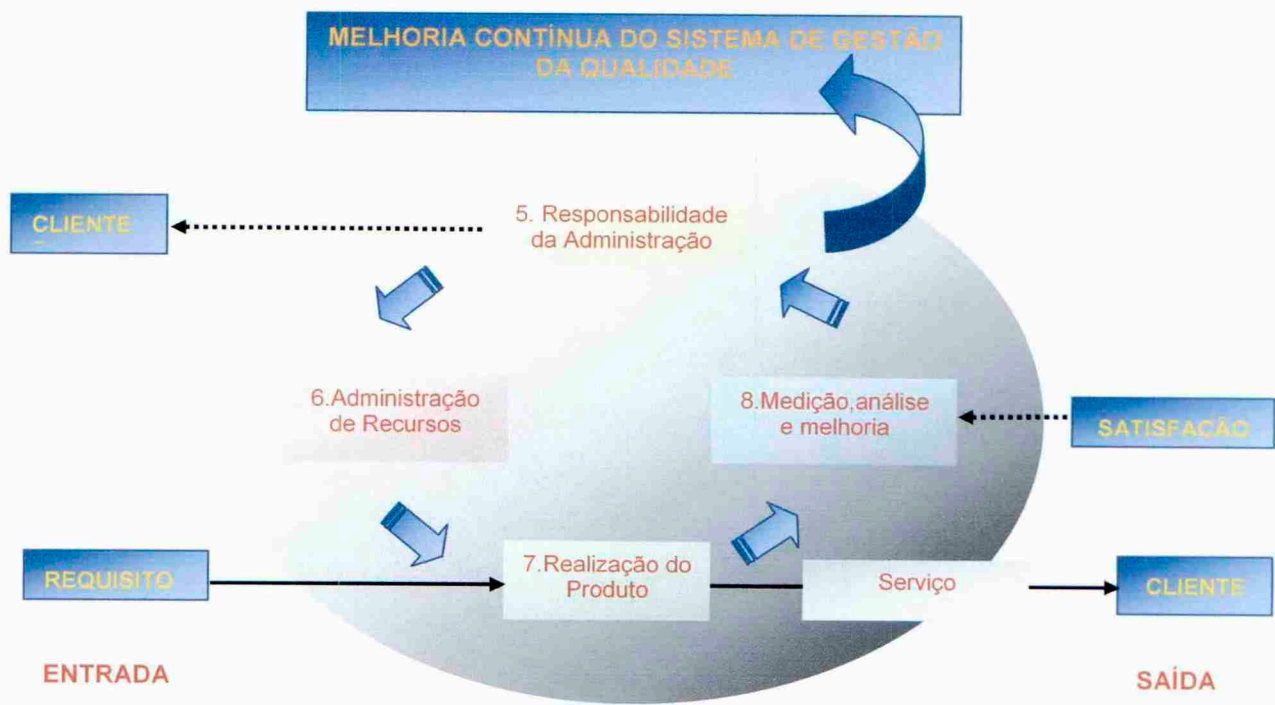 MELHORIA CONTÍNUA DO SISTEMA DE GESTÃO
DA QUALIDADE
CLIENTE
5. Responsabilidade
da Administração
6.Administração
de Recursos
8.Medição,análise
e melhoria
SATISFAÇÃO
REQUISITO
7.Realização do
Produto
Serviço
CLIENTE
ENTRADA
SAÍDA